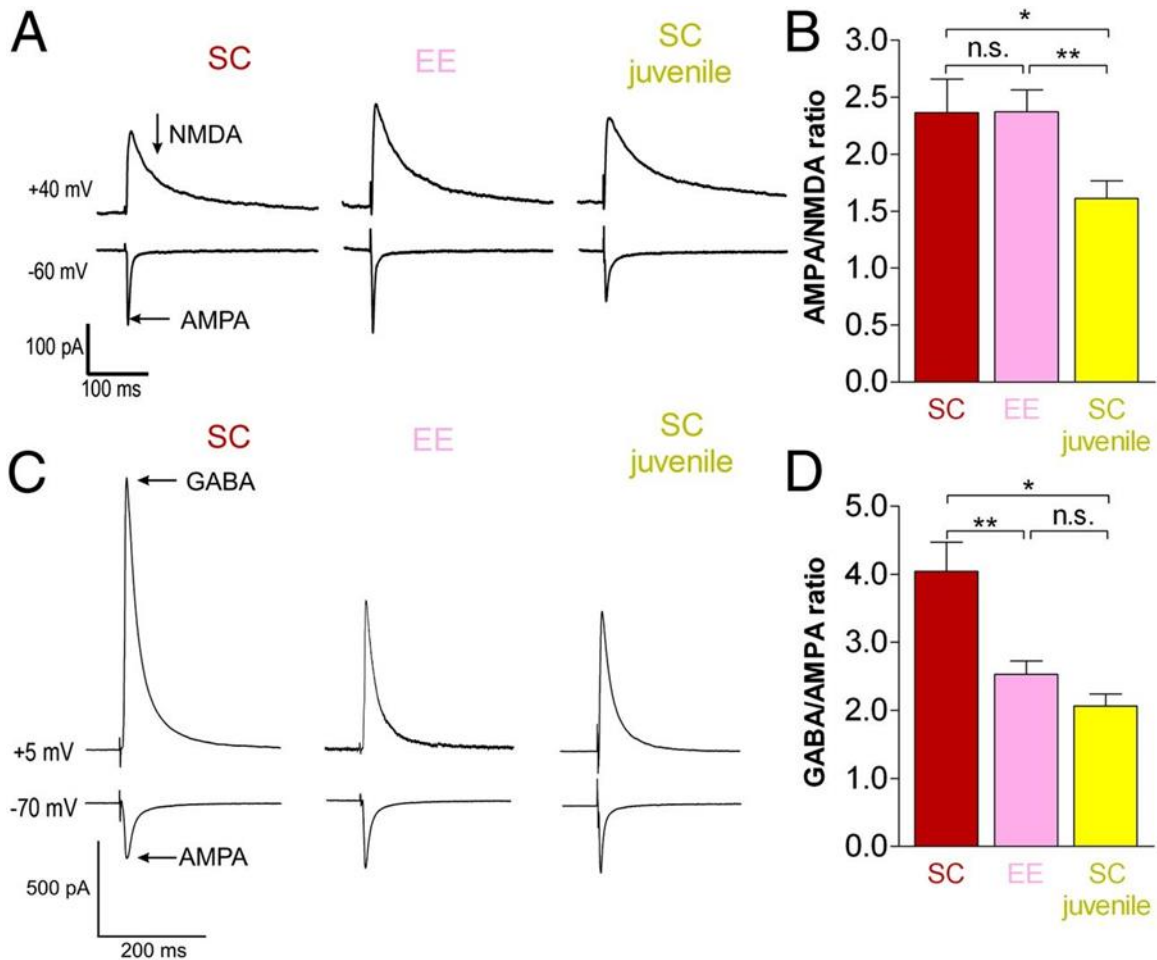 A
SC
EE
SC
juvenile
NMDA
+40 mV
-60 mV
AMPA
100 pA
100 ms
B
*
n.s.
**
AMPA/NMDA ratio
3.0
2.5
2.0
1.5
1.0
0.5
0.0
SC
EE
SC
juvenile
C
SC
EE
SC
juvenile
GABA
+5 mV
-70 mV
AMPA
500 pA
200 ms
D
*
**
n.s.
GABA/AMPA ratio
5.0
4.0
3.0
2.0
1.0
0.0
SC
EE
SC
juvenile